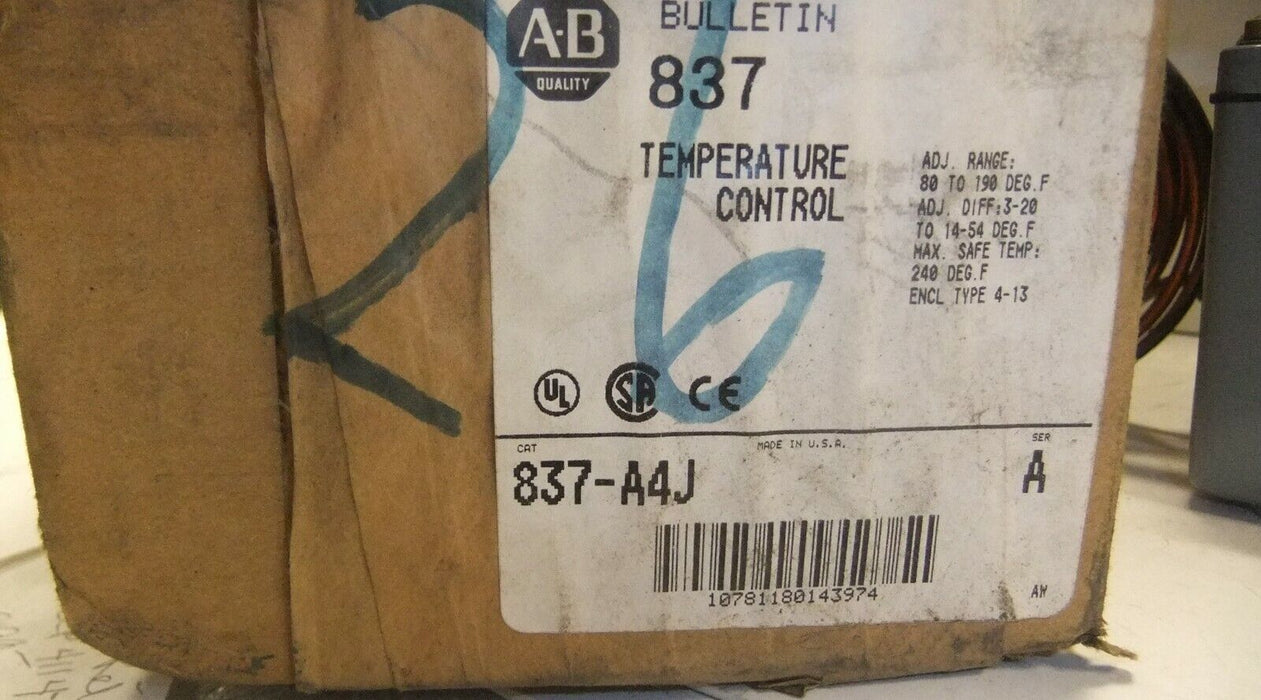 A-B
QUALITY
BULLETIN
837
TEMPERATURE
CONTROL
ADJ. RANGE:
80 TO 190 DEG.F
ADJ. DIFF:3-20
TO 14-54 DEG.F
MAX. SAFE TEMP:
240 DEG.F
ENCL TYPE 4-13
26
UL
SA
CE
CAT
MADE IN U.S.A.
SER
837-A4J
A
10781180143974
AW